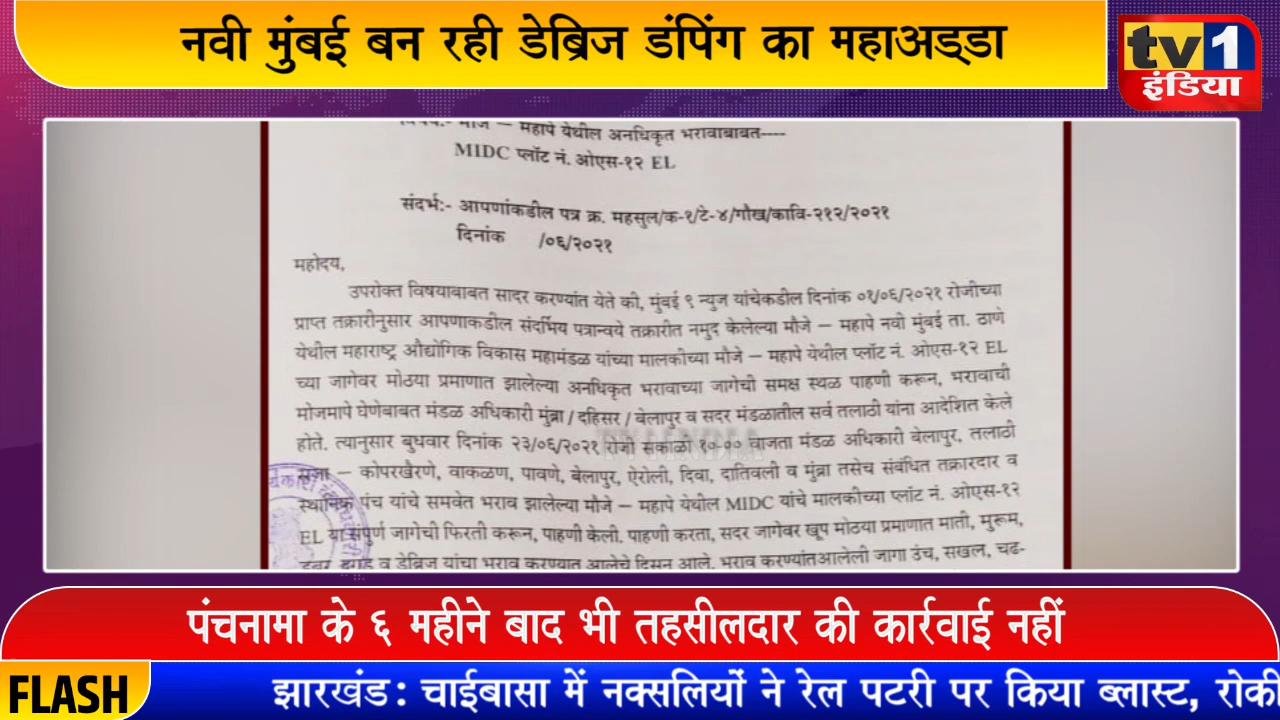 नवी मुंबई बन रही डेब्रिज डंपिंग का महाअड्डा
tv1
इंडिया
विषय:- मौजे – महापे येथील अनधिकृत भरावाबाबत----
MIDC प्लॉट नं. ओएस-१२ EL
संदर्भ:- आपणांकडील पत्र क्र. महसुल/क-१/टे-४/गौख/कावि-२१२/२०२१
दिनांक /०६/२०२१
महोदय,
उपरोक्त विषयाबाबत सादर करण्यांत येते की, मुंबई ९ न्युज यांचेकडील दिनांक ०१/०६/२०२१ रोजीच्या
प्राप्त तक्रारीनुसार आपणाकडील संदर्भिय पत्रान्वये तक्रारीत नमुद केलेल्या मौजे – महापे नवी मुंबई ता. ठाणे
येथील महाराष्ट्र औद्योगिक विकास महामंडळ यांच्या मालकीच्या मौजे – महापे येथील प्लॉट नं. ओएस-१२ EL
च्या जागेवर मोठया प्रमाणात झालेल्या अनधिकृत भरावाच्या जागेची समक्ष स्थळ पाहणी करून, भरावाची
मोजमापे घेणेबाबत मंडळ अधिकारी मुंब्रा / दहिसर / बेलापुर व सदर मंडळातील सर्व तलाठी यांना आदेशित केले
होते. त्यानुसार बुधवार दिनांक २३/०६/२०२१ रोजी सकाळी १०-०० वाजता मंडळ अधिकारी बेलापुर, तलाठी
सजा – कोपरखैरणे, वाकळण, पावणे, बेलापुर, ऐरोली, दिवा, दातिवली व मुंब्रा तसेच संबंधित तक्रारदार व
स्थानिक पंच यांचे समवेत भराव झालेल्या मौजे – महापे येथील MIDC यांचे मालकीच्या प्लॉट नं. ओएस-१२
EL या संपुर्ण जागेची फिरती करून, पाहणी केली. पाहणी करता, सदर जागेवर खूप मोठया प्रमाणात माती, मुरूम,
डबर दगड व डेब्रिज यांचा भराव करण्यात आलेचे दिसून आले. भराव करण्यांतआलेली जागा उंच, सखल, चढ-
पंचनामा के ६ महीने बाद भी तहसीलदार की कार्रवाई नहीं
FLASH
झारखंड: चाईबासा में नक्सलियों ने रेल पटरी पर किया ब्लास्ट, रोकी